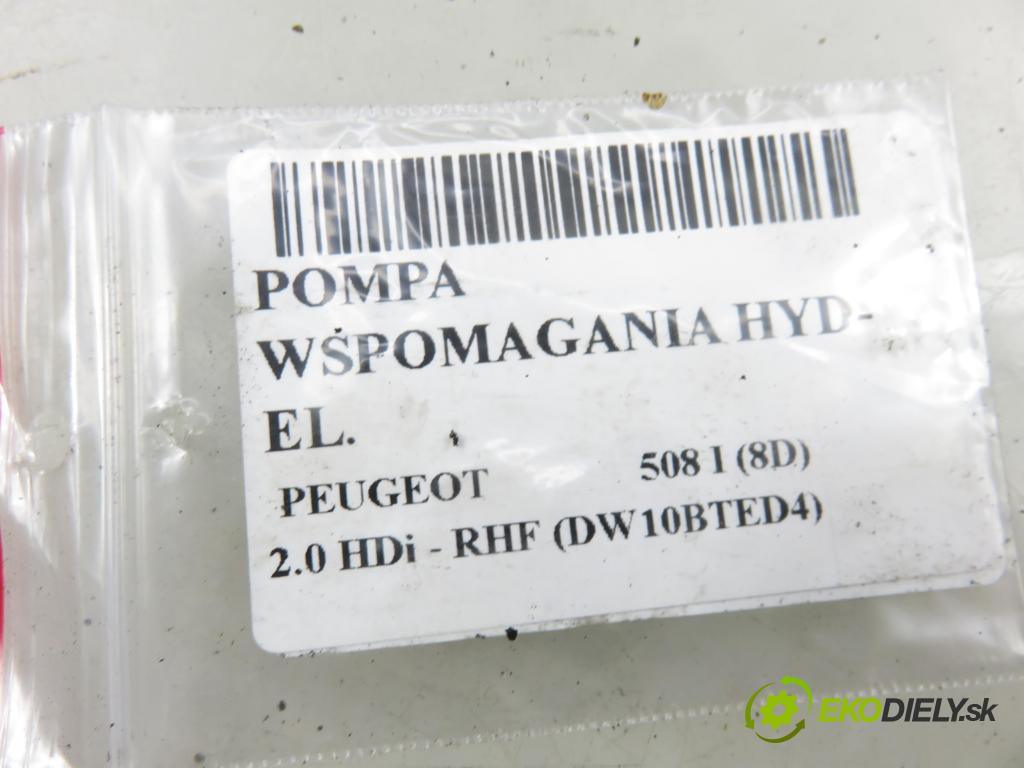 POMPA
WSPOMAGANIA HYD-
EL.
PEUGEOT 508 I (8D)
2.0 HDi - RHF (DW10BTED4)
EKODIELY.sk